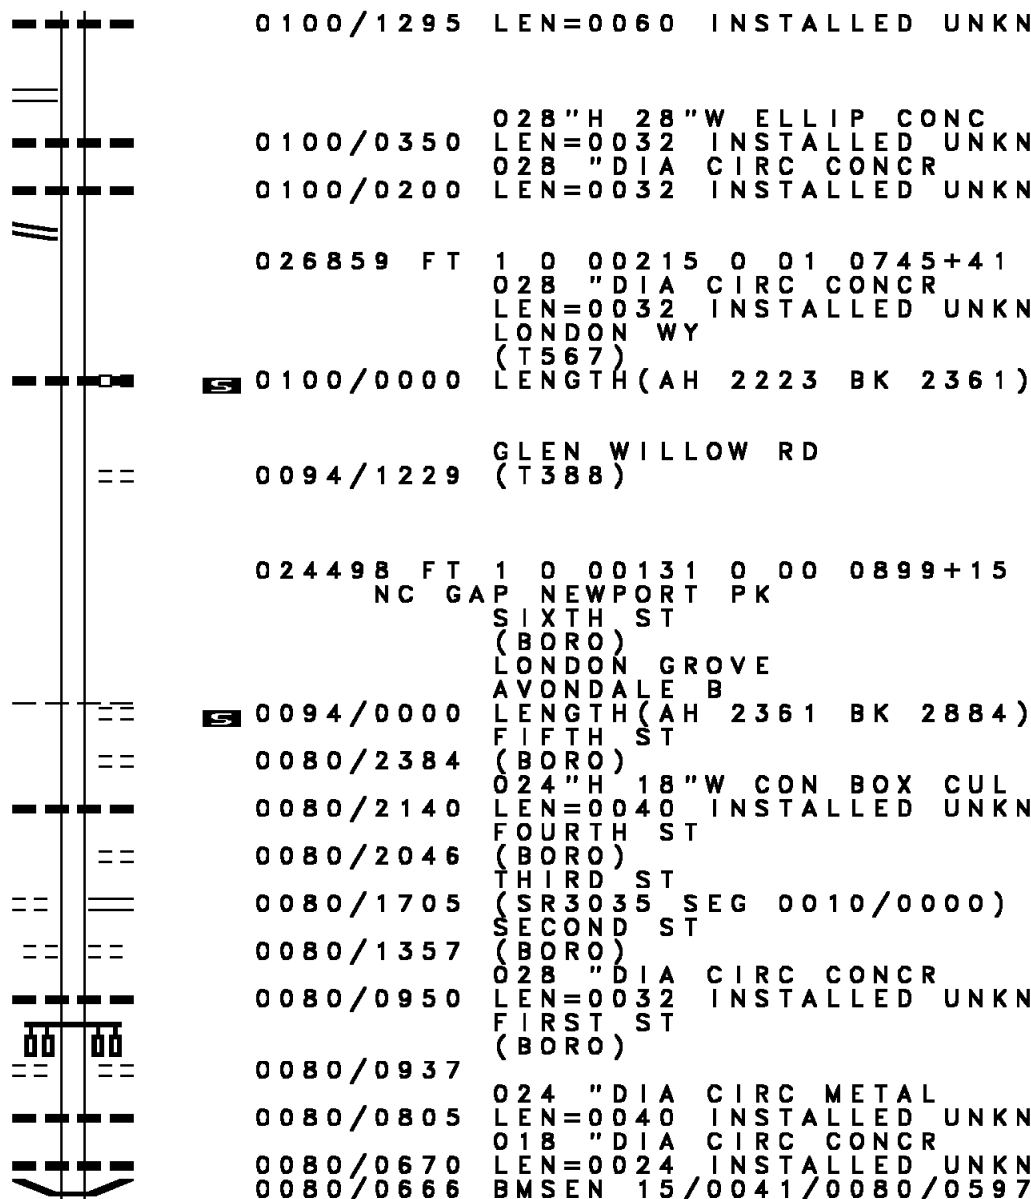 0100/1295 LEN=0060 INSTALLED UNKN
028"H 28"W ELLIP CONC
0100/0350 LEN=0032 INSTALLED UNKN
028 "DIA CIRC CONCR
0100/0200 LEN=0032 INSTALLED UNKN
026859 FT 1 0 00215 0 01 0745+41
028 "DIA CIRC CONCR
LEN=0032 INSTALLED UNKN
LONDON WY
(T567)
S 0100/0000 LENGTH(AH 2223 BK 2361)
GLEN WILLOW RD
0094/1229 (T388)
024498 FT 1 0 00131 0 00 0899+15
NC GAP NEWPORT PK
SIXTH ST
(BORO)
LONDON GROVE
AVONDALE B
S 0094/0000 LENGTH(AH 2361 BK 2884)
FIFTH ST
0080/2384 (BORO)
024"H 18"W CON BOX CUL
0080/2140 LEN=0040 INSTALLED UNKN
FOURTH ST
0080/2046 (BORO)
THIRD ST
0080/1705 (SR3035 SEG 0010/0000)
SECOND ST
0080/1357 (BORO)
028 "DIA CIRC CONCR
0080/0950 LEN=0032 INSTALLED UNKN
FIRST ST
(BORO)
0080/0937
024 "DIA CIRC METAL
0080/0805 LEN=0040 INSTALLED UNKN
018 "DIA CIRC CONCR
0080/0670 LEN=0024 INSTALLED UNKN
0080/0666 BMSEN 15/0041/0080/0597